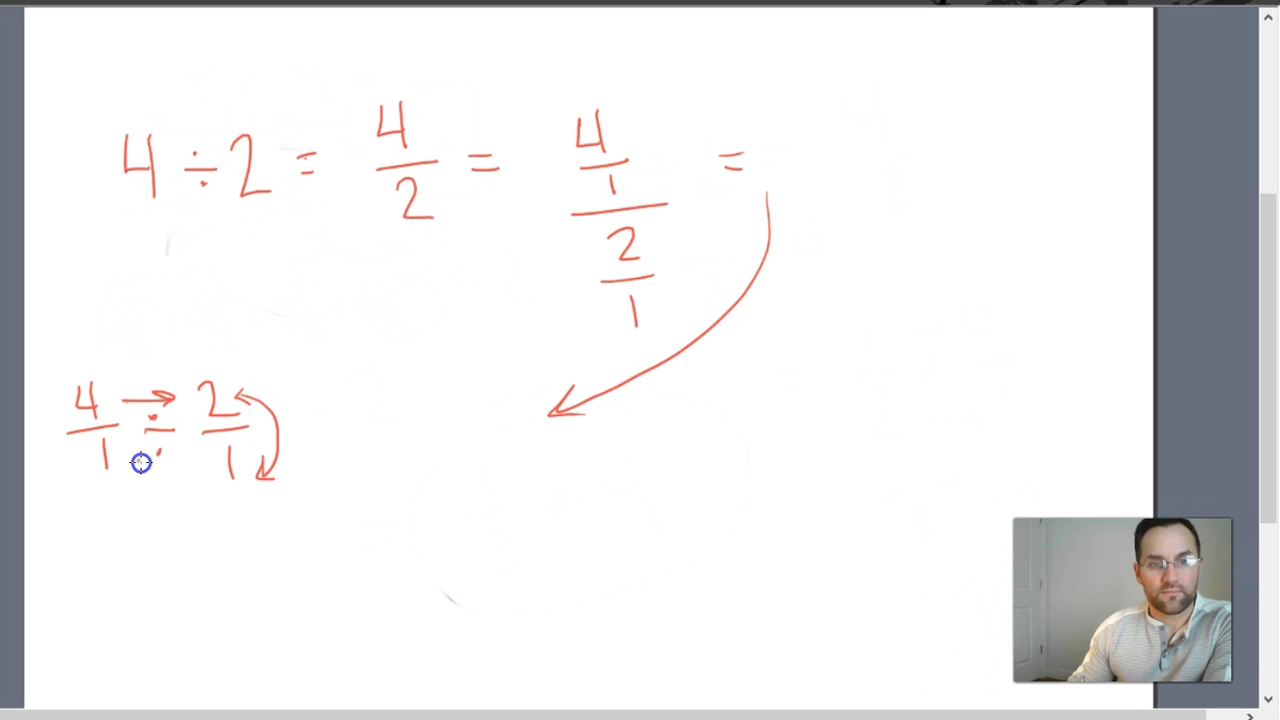 4 ÷ 2 = 4/2 = (4/1)/(2/1) =
4/1 ÷ 2/1